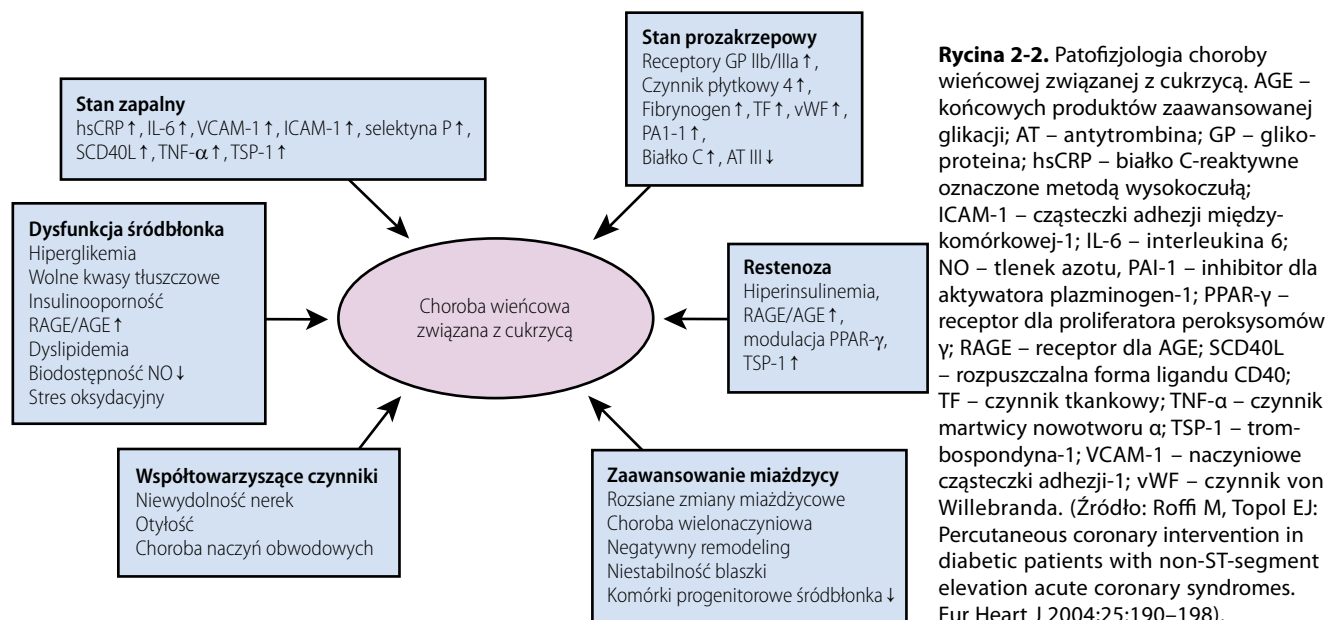 Stan zapalny
hsCRP↑, IL-6↑, VCAM-1↑, ICAM-1↑, selektyna P↑,
SCD40L↑, TNF-α↑, TSP-1↑
Stan prozakrzepowy
Receptory GP IIb/IIIa↑,
Czynnik płytkowy 4↑,
Fibrynogen↑, TF↑, vWF↑,
PA1-1↑,
Białko C↑, AT III↓
Dysfunkcja śródbłonka
Hiperglikemia
Wolne kwasy tłuszczowe
Insulinooporność
RAGE/AGE↑
Dyslipidemia
Biodostępność NO↓
Stres oksydacyjny
Choroba wieńcowa
związana z cukrzycą
Restenoza
Hiperinsulinemia,
RAGE/AGE↑,
modulacja PPAR-γ,
TSP-1↑
Współtowarzyszące czynniki
Niewydolność nerek
Otyłość
Choroba naczyń obwodowych
Zaawansowanie miażdzycy
Rozsiane zmiany miażdżycowe
Choroba wielonaczyniowa
Negatywny remodeling
Niestabilność blaszki
Komórki progenitorowe śródbłonka↓
Rycina 2-2. Patofizjologia choroby
wieńcowej związanej z cukrzycą. AGE –
końcowych produktów zaawansowanej
glikacji; AT – antytrombina; GP – gliko-
proteina; hsCRP – białko C-reaktywne
oznaczone metodą wysokoczułą;
ICAM-1 – cząsteczki adhezji między-
komórkowej-1; IL-6 – interleukina 6;
NO – tlenek azotu, PAI-1 – inhibitor dla
aktywatora plazminogen-1; PPAR-γ –
receptor dla proliferatora peroksysomów
γ; RAGE – receptor dla AGE; SCD40L
– rozpuszczalna forma ligandu CD40;
TF – czynnik tkankowy; TNF-α – czynnik
martwicy nowotworu α; TSP-1 – trom-
bospondyna-1; VCAM-1 – naczyniowe
cząsteczki adhezji-1; vWF – czynnik von
Willebranda. (Źródło: Roffi M, Topol EJ:
Percutaneous coronary intervention in
diabetic patients with non-ST-segment
elevation acute coronary syndromes.
Eur Heart J 2004;25:190–198).